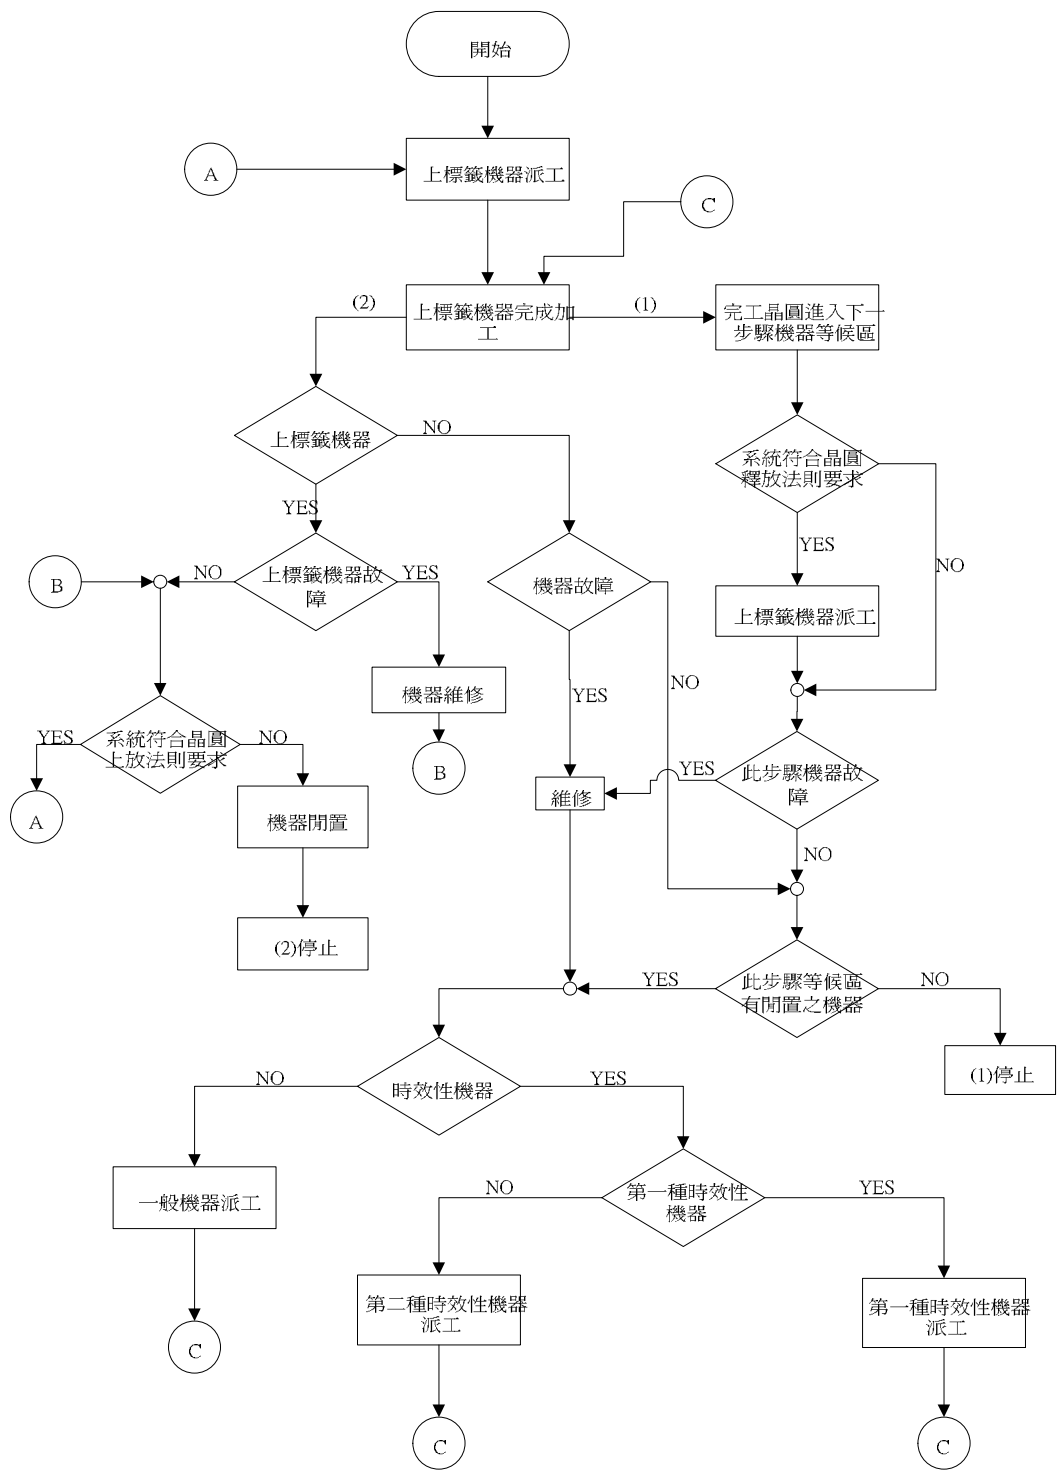 開始
A
上標籤機器派工
C
(2)
上標籤機器完成加
工
(1)
完工晶圓進入下一
步驟機器等候區
上標籤機器
NO
YES
系統符合晶圓
釋放法則要求
YES
NO
B
NO
上標籤機器故
障
YES
機器故障
YES
NO
上標籤機器派工
機器維修
B
YES
系統符合晶圓
上放法則要求
NO
A
機器閒置
(2)停止
維修
YES
此步驟機器故
障
NO
YES
此步驟等候區
有閒置之機器
NO
(1)停止
NO
時效性機器
YES
一般機器派工
C
NO
第一種時效性
機器
YES
第二種時效性機器
派工
C
第一種時效性機器
派工
C